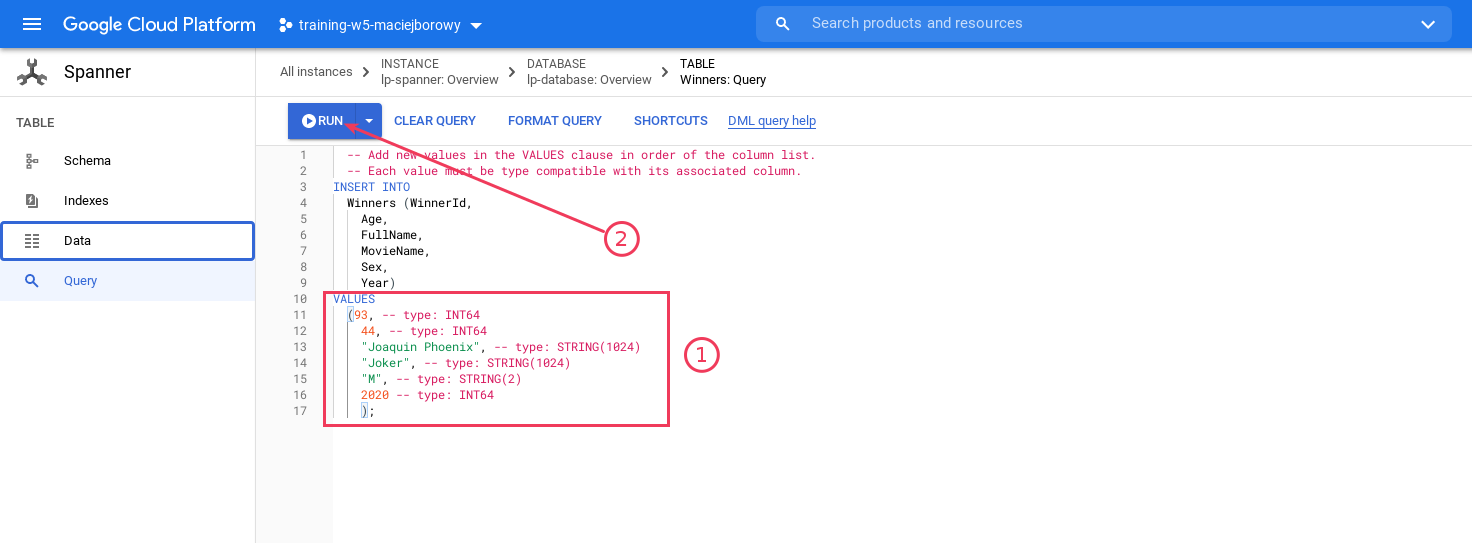 Google Cloud Platform
training-w5-maciejborowy
Search products and resources
Spanner
All instances
INSTANCE
lp-spanner: Overview
DATABASE
lp-database: Overview
TABLE
Winners: Query
TABLE
Schema
Indexes
Data
Query
RUN
CLEAR QUERY
FORMAT QUERY
SHORTCUTS
DML query help
1 -- Add new values in the VALUES clause in order of the column list.
2 -- Each value must be type compatible with its associated column.
3 INSERT INTO
4 Winners (WinnerId,
5 Age,
6 FullName,
7 MovieName,
8 Sex,
9 Year)
10 VALUES
11 (93, -- type: INT64
12 44, -- type: INT64
13 "Joaquin Phoenix", -- type: STRING(1024)
14 "Joker", -- type: STRING(1024)
15 "M", -- type: STRING(2)
16 2020 -- type: INT64
17 );
2
1